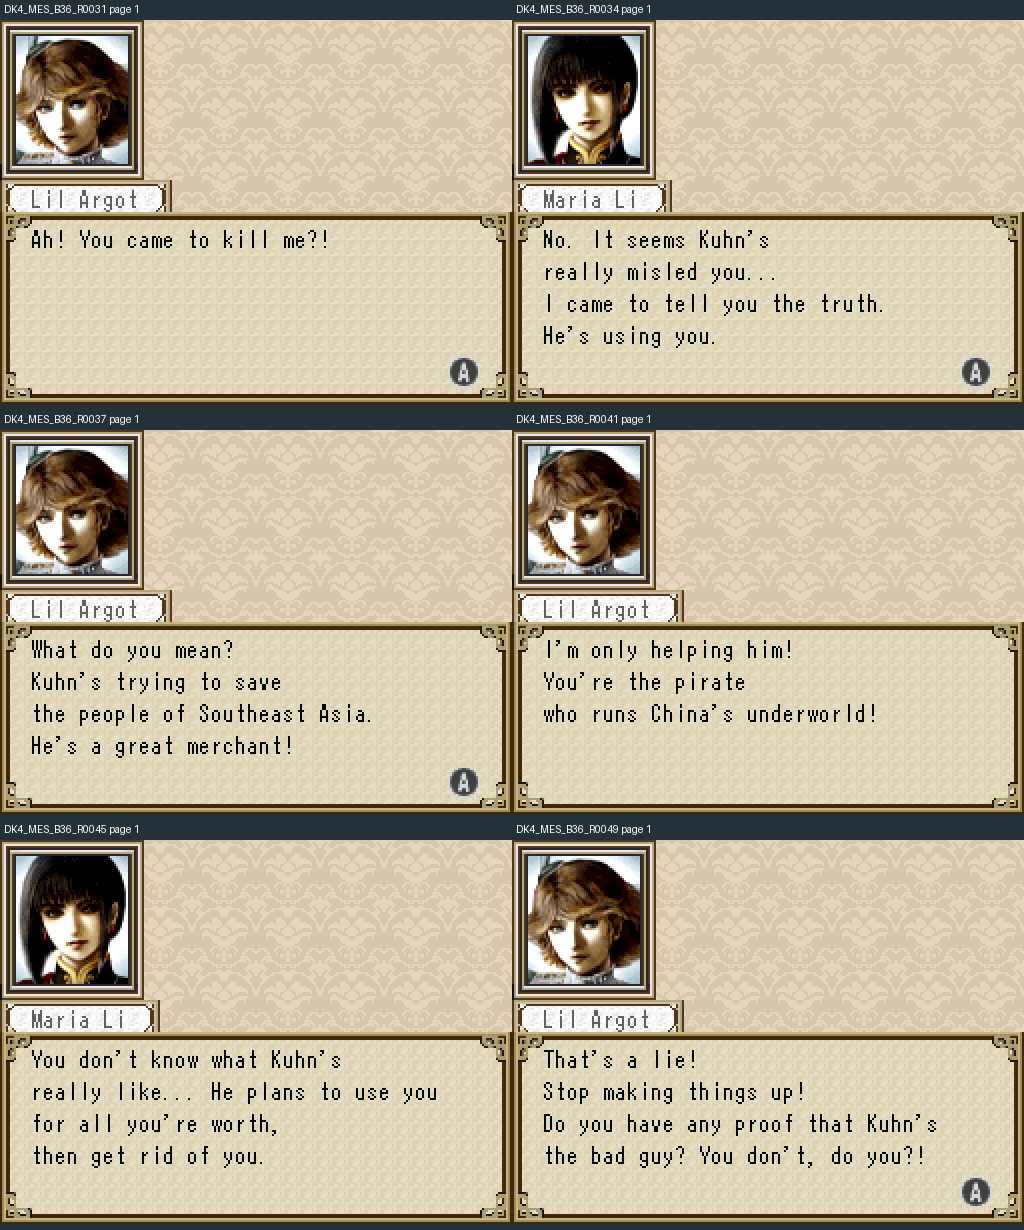 DK4_MES_B36_R0031 page 1
Lil Argot
Ah! You came to kill me?!
A
DK4_MES_B36_R0034 page 1
Maria Li
No. It seems Kuhn's
really misled you...
I came to tell you the truth.
He's using you.
A
DK4_MES_B36_R0037 page 1
Lil Argot
What do you mean?
Kuhn's trying to save
the people of Southeast Asia.
He's a great merchant!
A
DK4_MES_B36_R0041 page 1
Lil Argot
I'm only helping him!
You're the pirate
who runs China's underworld!
DK4_MES_B36_R0045 page 1
Maria Li
You don't know what Kuhn's
really like... He plans to use you
for all you're worth,
then get rid of you.
DK4_MES_B36_R0049 page 1
Lil Argot
That's a lie!
Stop making things up!
Do you have any proof that Kuhn's
the bad guy? You don't, do you?!
A